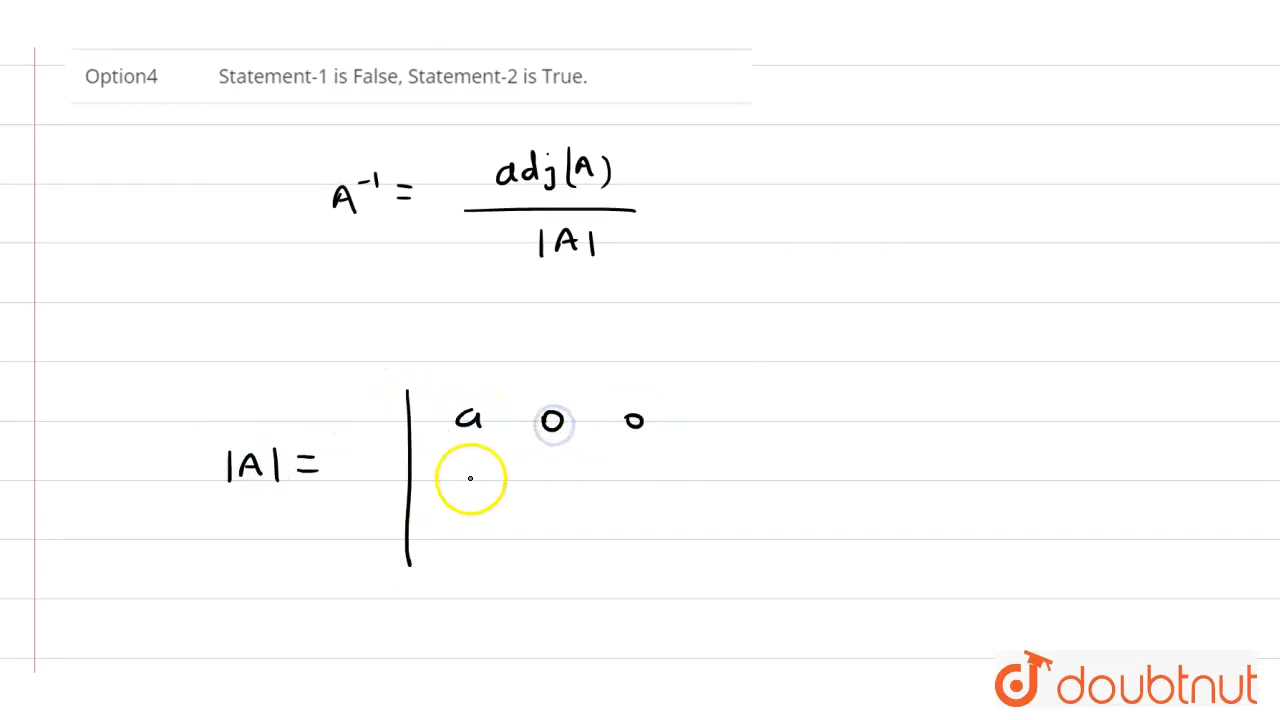 Option4 Statement-1 is False, Statement-2 is True.
A⁻¹ = adj(A)
|A|
a 0 0
|A| = |
doubtnut